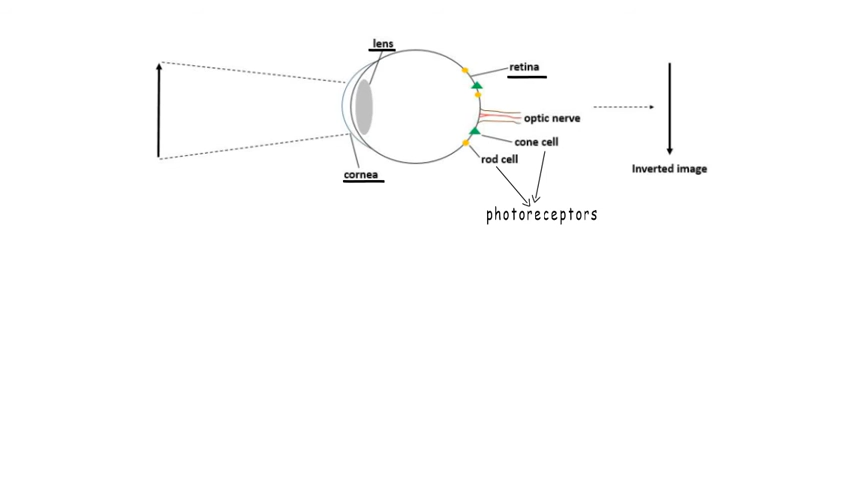 lens
retina
optic nerve
cone cell
rod cell
cornea
Inverted image
photoreceptors